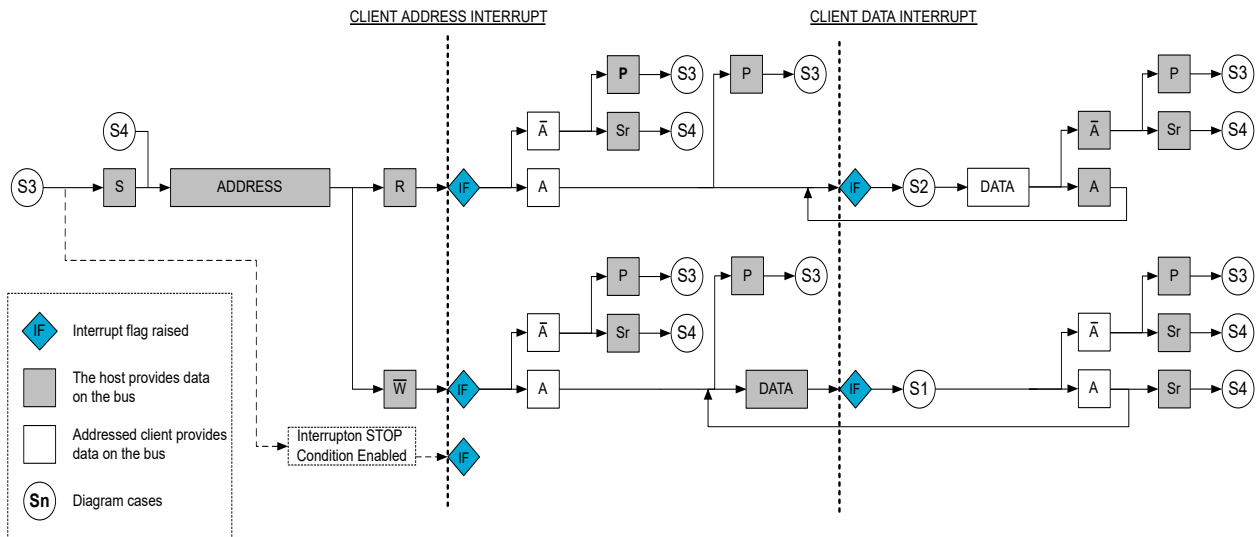 CLIENT ADDRESS INTERRUPT
CLIENT DATA INTERRUPT
P
S3
P
S3
P
S3
S4
A̅
Sr
S4
A̅
Sr
S4
S3
S
ADDRESS
R
IF
A
IF
S2
DATA
A
P
S3
P
S3
P
S3
A̅
Sr
S4
A̅
Sr
S4
W̅
IF
A
DATA
IF
S1
A
Sr
S4
Interrupton STOP
Condition Enabled
IF
IF
Interrupt flag raised
The host provides data
on the bus
Addressed client provides
data on the bus
Sn
Diagram cases